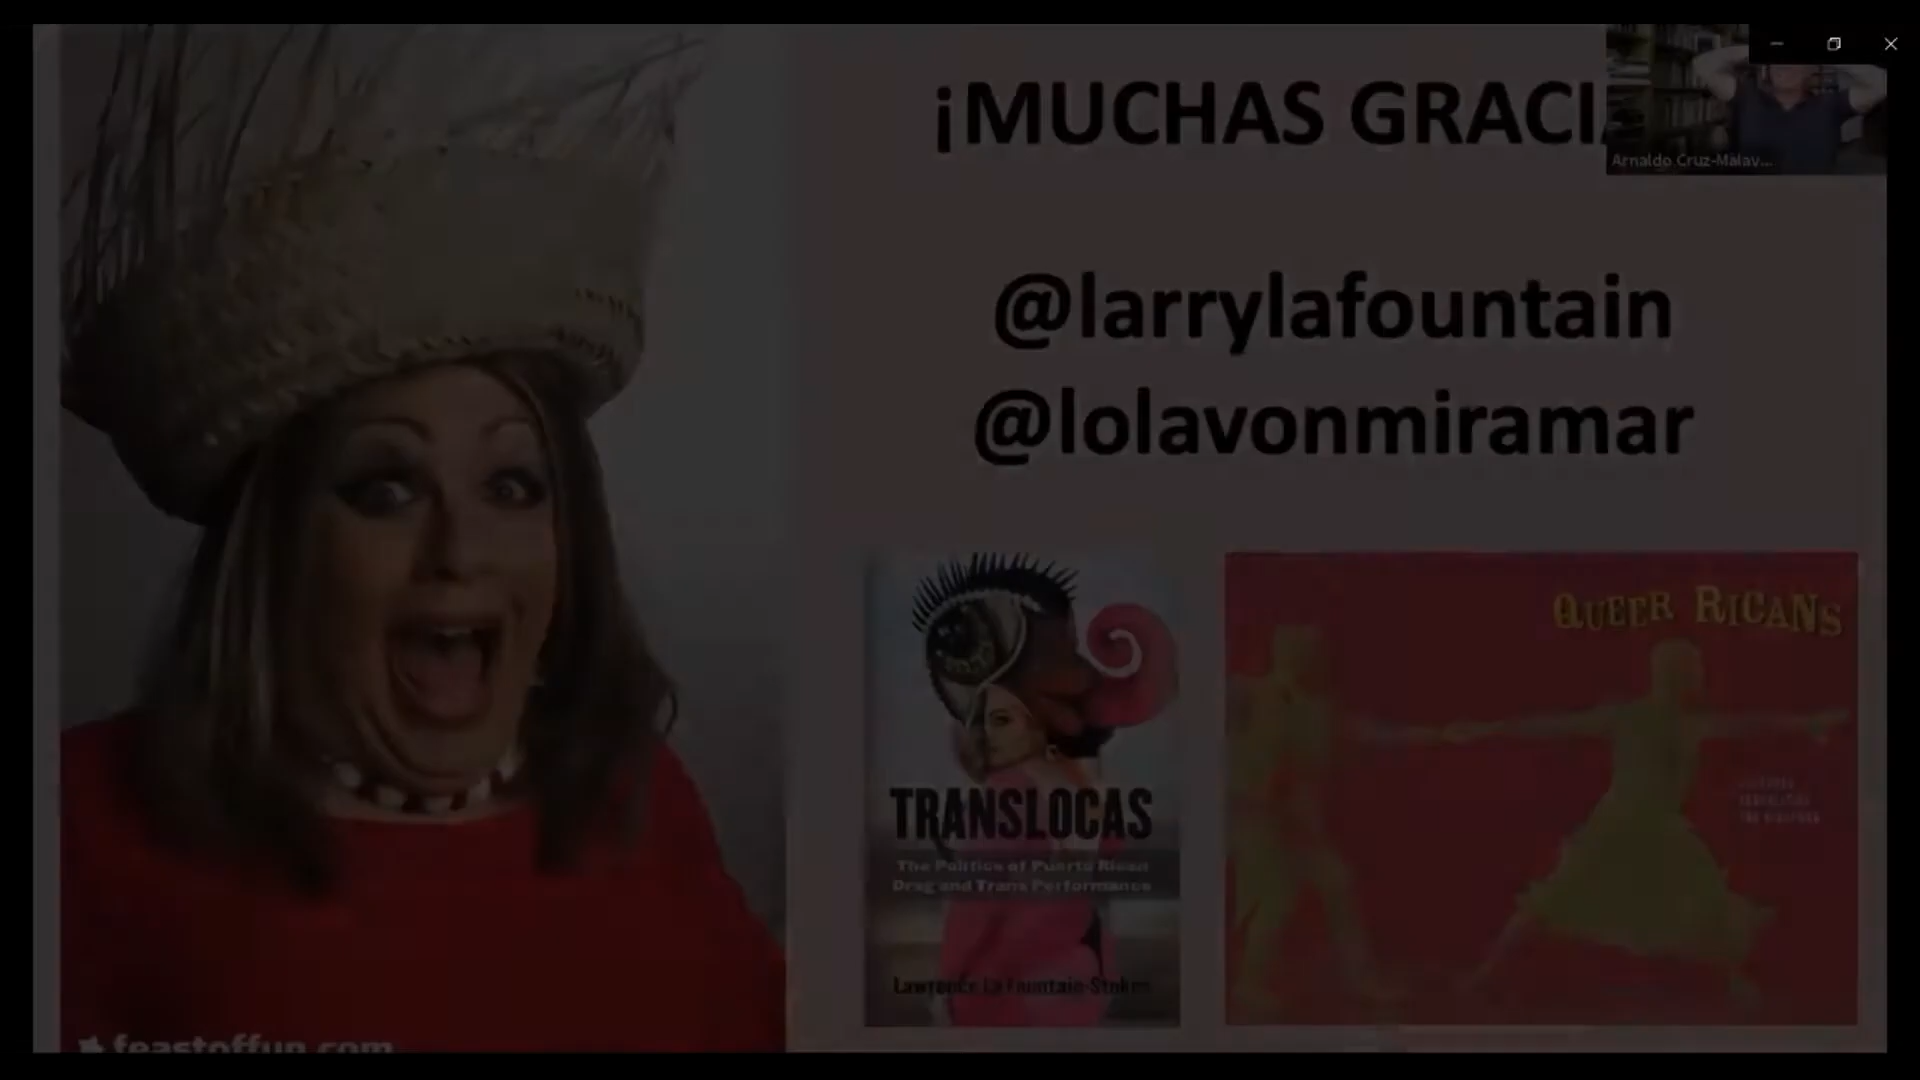 ¡MUCHAS GRACI
Arnaldo Cruz-Malav...
@larrylafountain
@lolavonmiramar
QUEER RICANS
TRANSLOCAS
The Politics of Puerto Rican
Drag and Trans Performance
Lawrence La Fountain-Stokes
feastoffun.com